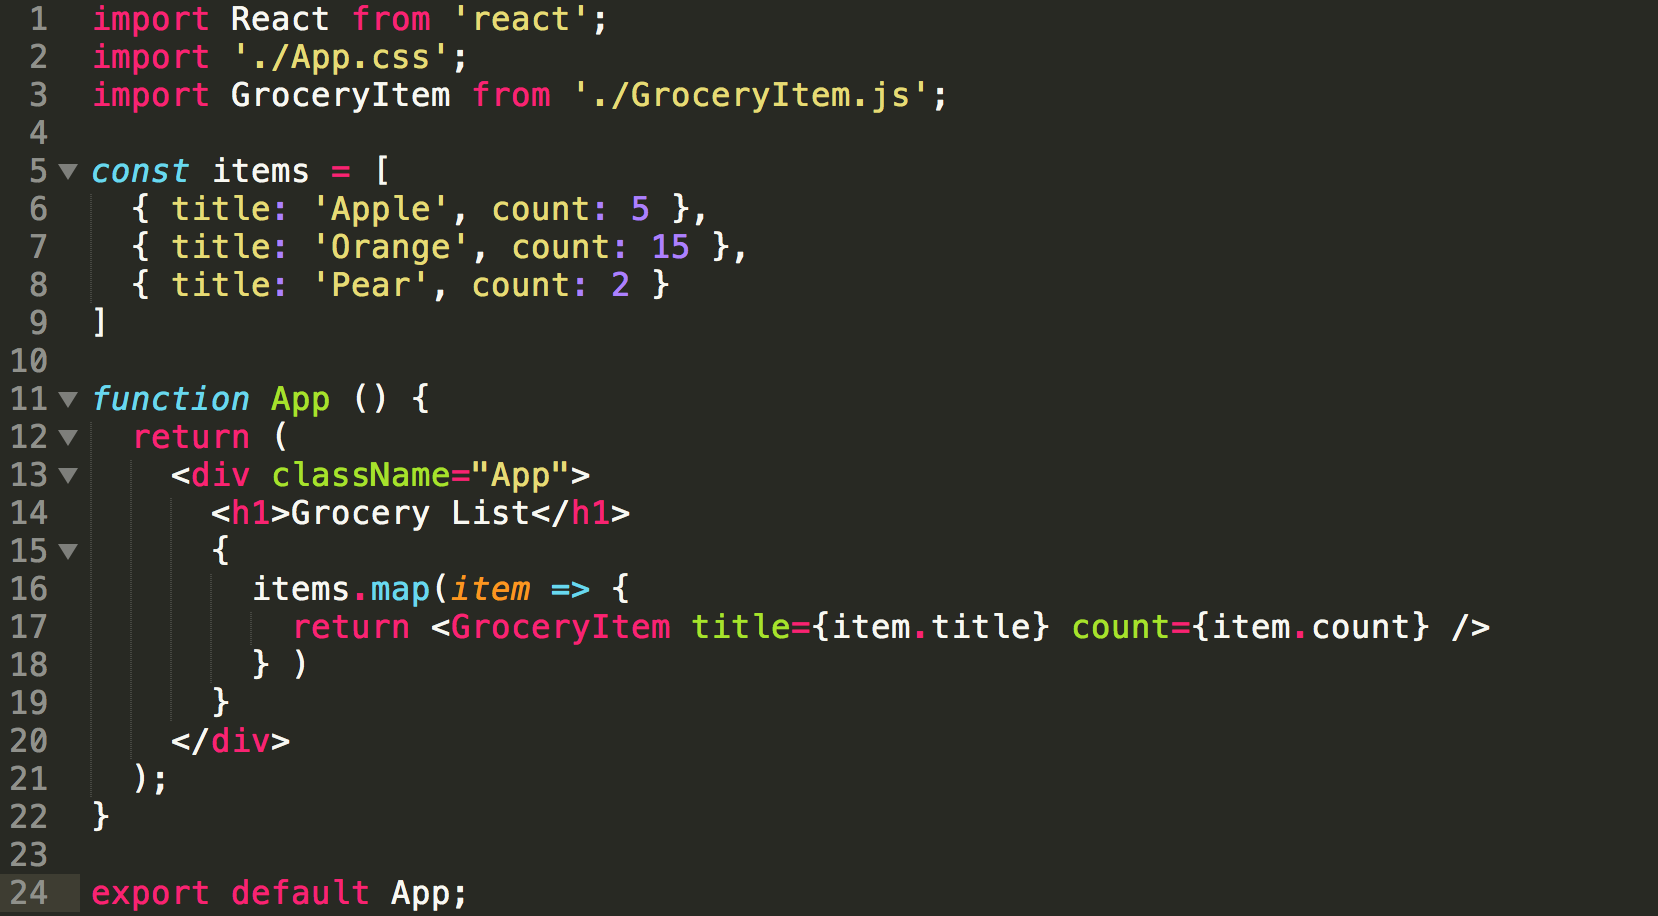 1 import React from 'react';
2 import './App.css';
3 import GroceryItem from './GroceryItem.js';
4
5 const items = [
6   { title: 'Apple', count: 5 },
7   { title: 'Orange', count: 15 },
8   { title: 'Pear', count: 2 }
9 ]
10
11 function App () {
12   return (
13     <div className="App">
14       <h1>Grocery List</h1>
15       {
16         items.map(item => {
17           return <GroceryItem title={item.title} count={item.count} />
18         } )
19       }
20     </div>
21   );
22 }
23
24 export default App;